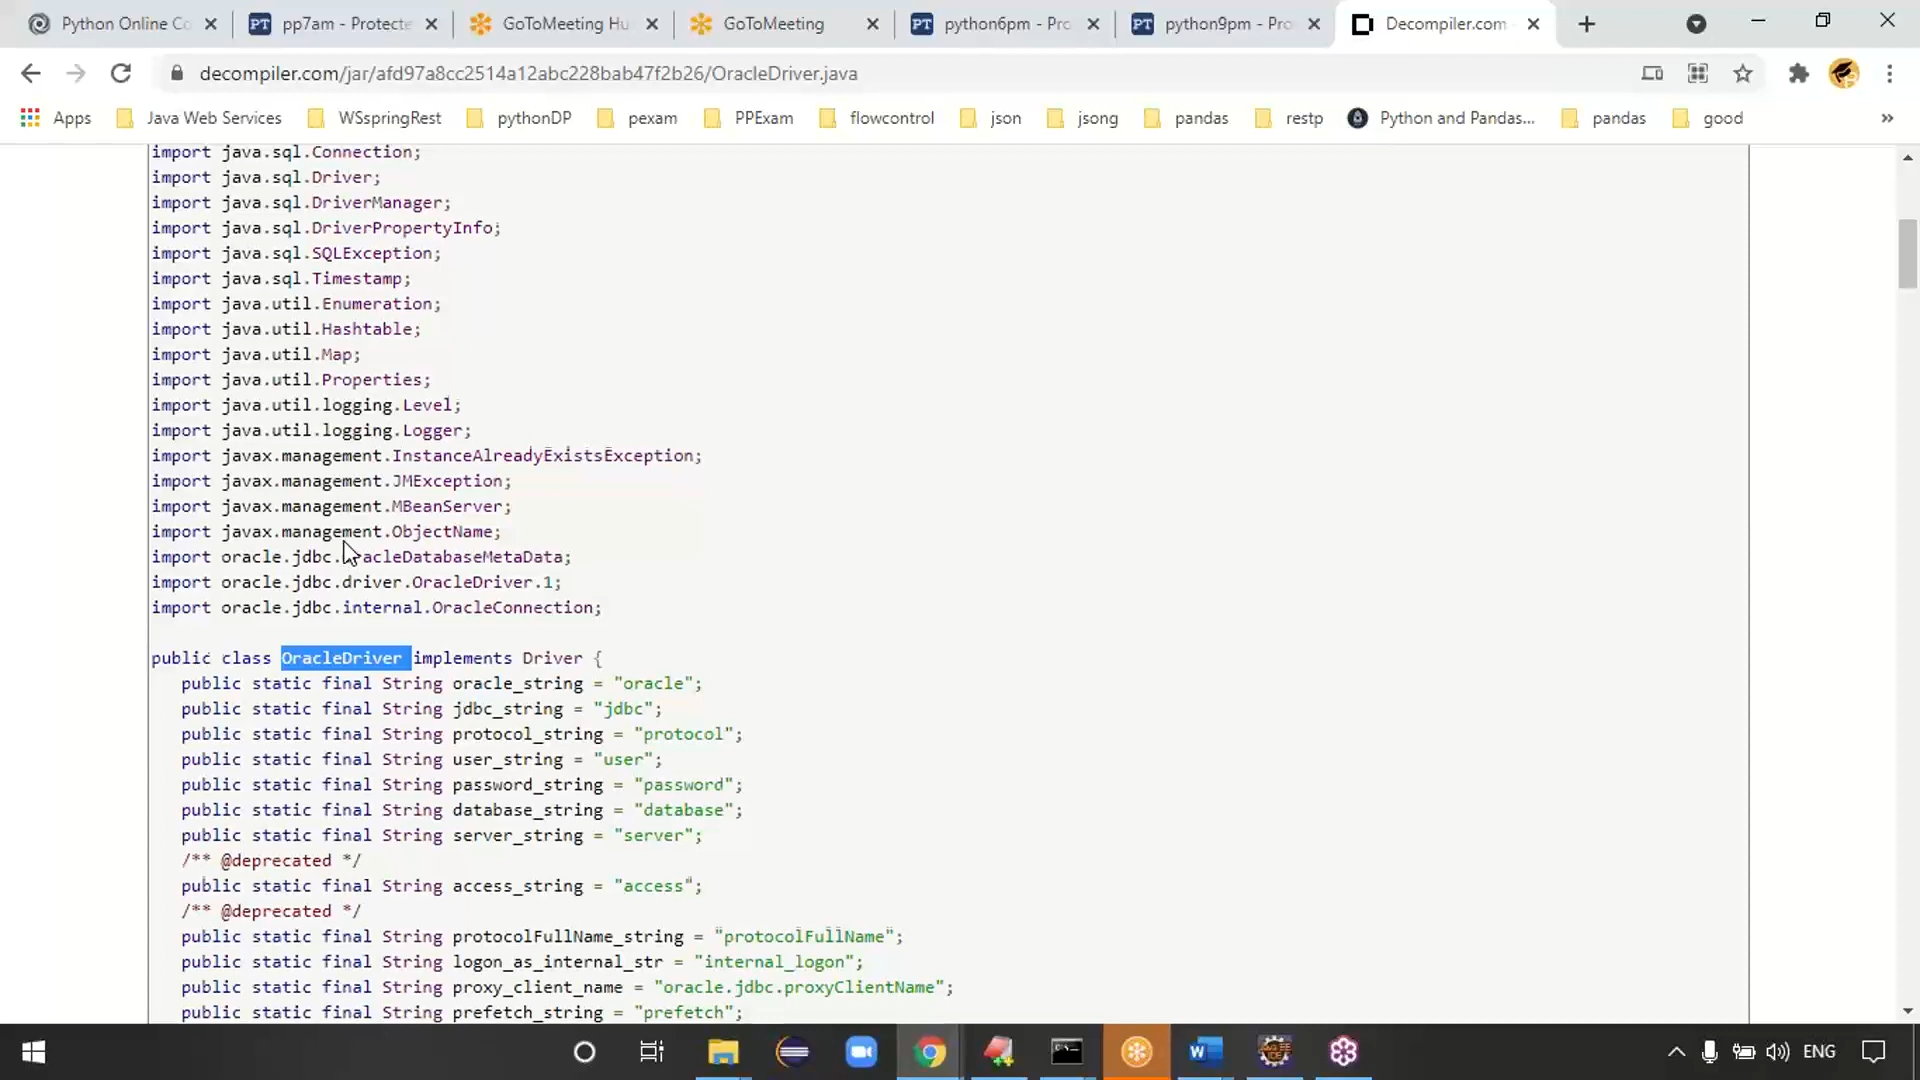 Python Online Co
pp7am - Protecte
GoToMeeting Hu
GoToMeeting
python6pm - Pro
python9pm - Pro
Decompiler.com
decompiler.com/jar/afd97a8cc2514a12abc228bab47f2b26/OracleDriver.java
Apps
Java Web Services
WSspringRest
pythonDP
pexam
PPExam
flowcontrol
json
jsong
pandas
restp
Python and Pandas...
pandas
good
»
import java.sql.Connection;
import java.sql.Driver;
import java.sql.DriverManager;
import java.sql.DriverPropertyInfo;
import java.sql.SQLException;
import java.sql.Timestamp;
import java.util.Enumeration;
import java.util.Hashtable;
import java.util.Map;
import java.util.Properties;
import java.util.logging.Level;
import java.util.logging.Logger;
import javax.management.InstanceAlreadyExistsException;
import javax.management.JMException;
import javax.management.MBeanServer;
import javax.management.ObjectName;
import oracle.jdbc.OracleDatabaseMetaData;
import oracle.jdbc.driver.OracleDriver.1;
import oracle.jdbc.internal.OracleConnection;
public class OracleDriver implements Driver {
public static final String oracle_string = "oracle";
public static final String jdbc_string = "jdbc";
public static final String protocol_string = "protocol";
public static final String user_string = "user";
public static final String password_string = "password";
public static final String database_string = "database";
public static final String server_string = "server";
/** @deprecated */
public static final String access_string = "access";
/** @deprecated */
public static final String protocolFullName_string = "protocolFullName";
public static final String logon_as_internal_str = "internal_logon";
public static final String proxy_client_name = "oracle.jdbc.proxyClientName";
public static final String prefetch_string = "prefetch";
ENG